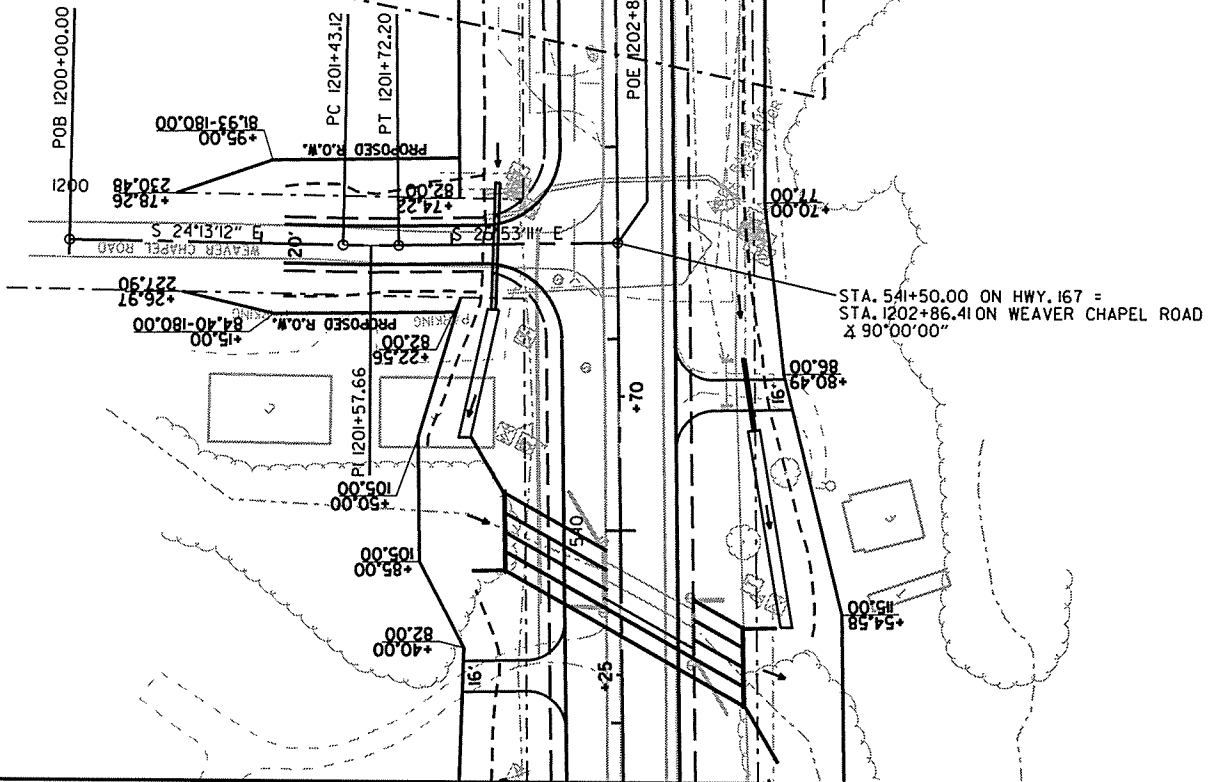 POB 1200+00.00
PC 1201+43.12
PT 1201+72.20
POE 1202+8
+95.00
81.93-180.00
PROPOSED R.O.W.
1200
+78.26
230.48
+74.22
82.00
+70.00
77.00
S 24°13'12" E
S 26°53'11" E
WEAVER CHAPEL ROAD
20'
+26.97
227.90
+15.00
84.40-180.00
PROPOSED R.O.W.
PARKING
PARKING
+22.56
82.00
STA. 541+50.00 ON HWY. 167 =
STA. 1202+86.41 ON WEAVER CHAPEL ROAD
∡ 90°00'00"
PI 1201+57.66
+70
+80.49
86.00
16'
+50.00
105.00
540
+85.00
105.00
+54.58
115.00
+40.00
82.00
16'
+25